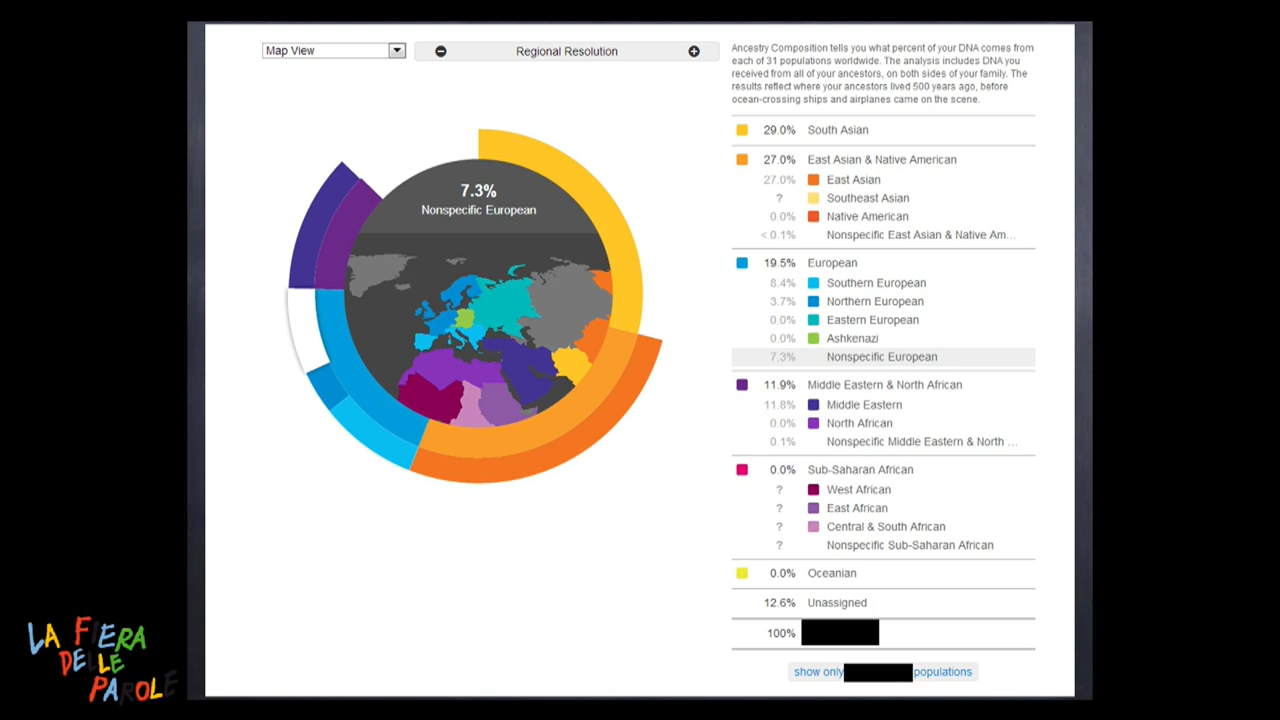 Map View
Regional Resolution
Ancestry Composition tells you what percent of your DNA comes from
each of 31 populations worldwide. The analysis includes DNA you
received from all of your ancestors, on both sides of your family. The
results reflect where your ancestors lived 500 years ago, before
ocean-crossing ships and airplanes came on the scene.
7.3%
Nonspecific European
29.0% South Asian
27.0% East Asian & Native American
27.0% East Asian
? Southeast Asian
0.0% Native American
< 0.1% Nonspecific East Asian & Native Am...
19.5% European
8.4% Southern European
3.7% Northern European
0.0% Eastern European
0.0% Ashkenazi
7.3% Nonspecific European
11.9% Middle Eastern & North African
11.8% Middle Eastern
0.0% North African
0.1% Nonspecific Middle Eastern & North ...
0.0% Sub-Saharan African
? West African
? East African
? Central & South African
? Nonspecific Sub-Saharan African
0.0% Oceanian
12.6% Unassigned
100%
show only populations
LA FIERA
DELLE
PAROLE